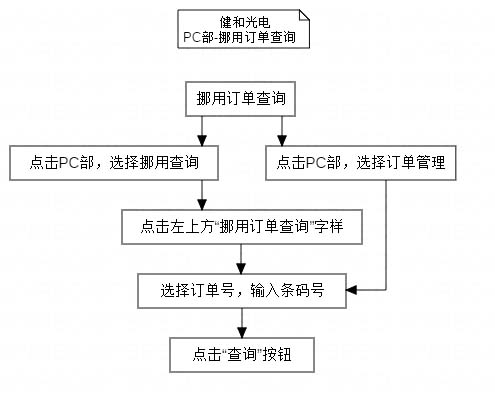 健和光电
PC部-挪用订单查询
挪用订单查询
点击PC部，选择挪用查询
点击PC部，选择订单管理
点击左上方“挪用订单查询”字样
选择订单号，输入条码号
点击“查询”按钮